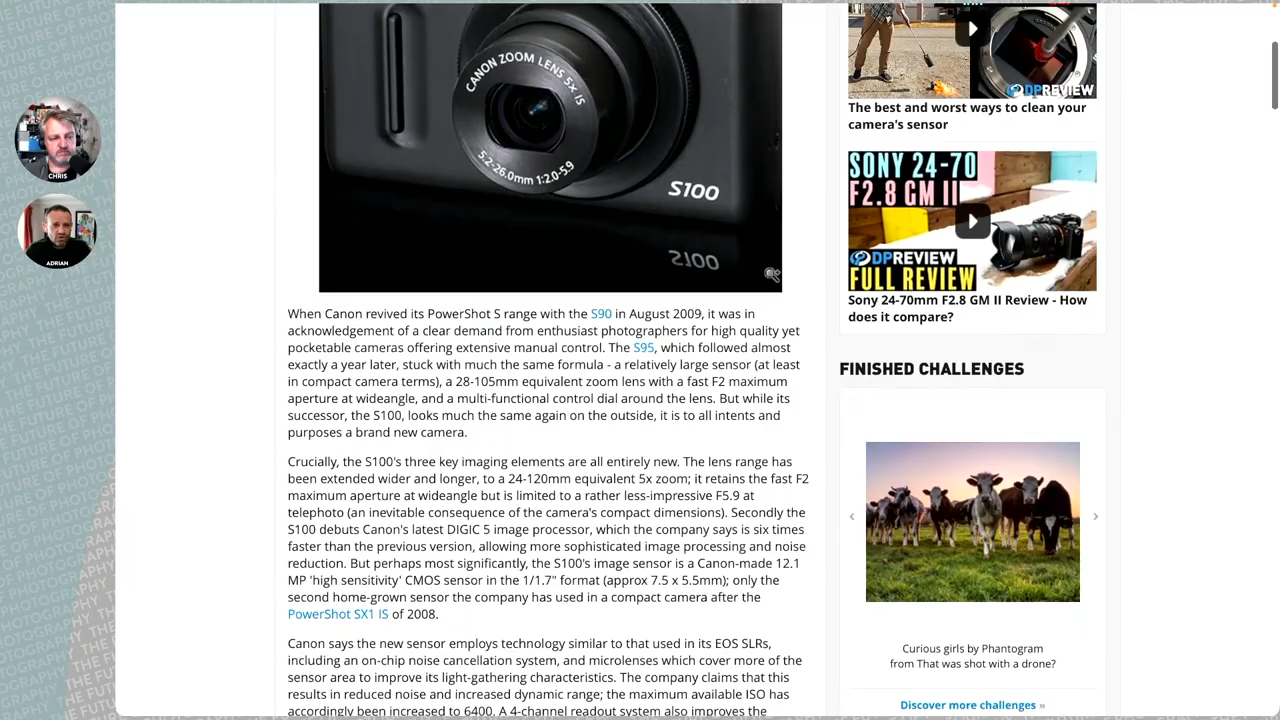 CHRIS
ADRIAN
CANON ZOOM LENS 5x IS
5.2-26.0mm 1:2.0-5.9
S100
When Canon revived its PowerShot S range with the S90 in August 2009, it was in
acknowledgement of a clear demand from enthusiast photographers for high quality yet
pocketable cameras offering extensive manual control. The S95, which followed almost
exactly a year later, stuck with much the same formula - a relatively large sensor (at least
in compact camera terms), a 28-105mm equivalent zoom lens with a fast F2 maximum
aperture at wideangle, and a multi-functional control dial around the lens. But while its
successor, the S100, looks much the same again on the outside, it is to all intents and
purposes a brand new camera.
Crucially, the S100's three key imaging elements are all entirely new. The lens range has
been extended wider and longer, to a 24-120mm equivalent 5x zoom; it retains the fast F2
maximum aperture at wideangle but is limited to a rather less-impressive F5.9 at
telephoto (an inevitable consequence of the camera's compact dimensions). Secondly the
S100 debuts Canon's latest DIGIC 5 image processor, which the company says is six times
faster than the previous version, allowing more sophisticated image processing and noise
reduction. But perhaps most significantly, the S100's image sensor is a Canon-made 12.1
MP 'high sensitivity' CMOS sensor in the 1/1.7" format (approx 7.5 x 5.5mm); only the
second home-grown sensor the company has used in a compact camera after the
PowerShot SX1 IS of 2008.
Canon says the new sensor employs technology similar to that used in its EOS SLRs,
including an on-chip noise cancellation system, and microlenses which cover more of the
sensor area to improve its light-gathering characteristics. The company claims that this
results in reduced noise and increased dynamic range; the maximum available ISO has
accordingly been increased to 6400. A 4-channel readout system also improves the
DPREVIEW
The best and worst ways to clean your
camera's sensor
SONY 24-70
F2.8 GM II
DPREVIEW
FULL REVIEW
Sony 24-70mm F2.8 GM II Review - How
does it compare?
FINISHED CHALLENGES
Curious girls by Phantogram
from That was shot with a drone?
Discover more challenges »